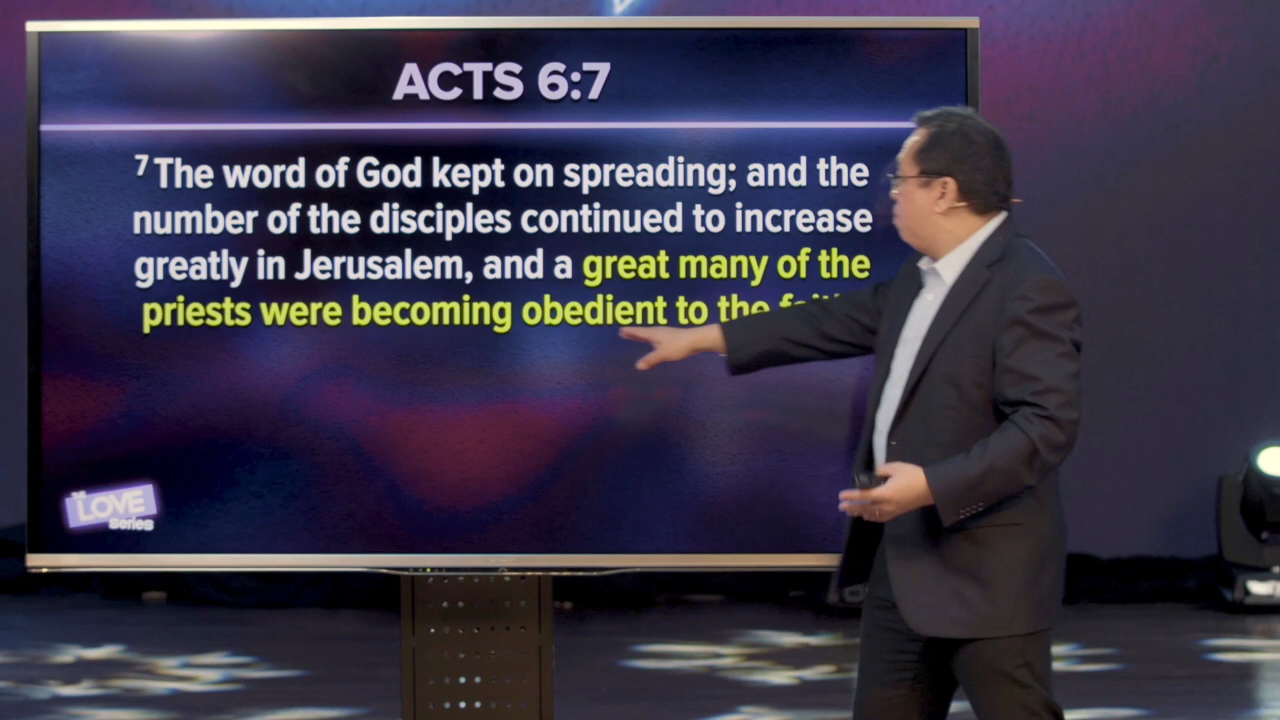 ACTS 6:7
7 The word of God kept on spreading; and the
number of the disciples continued to increase
greatly in Jerusalem, and a great many of the
priests were becoming obedient to the
THE
LOVE
series